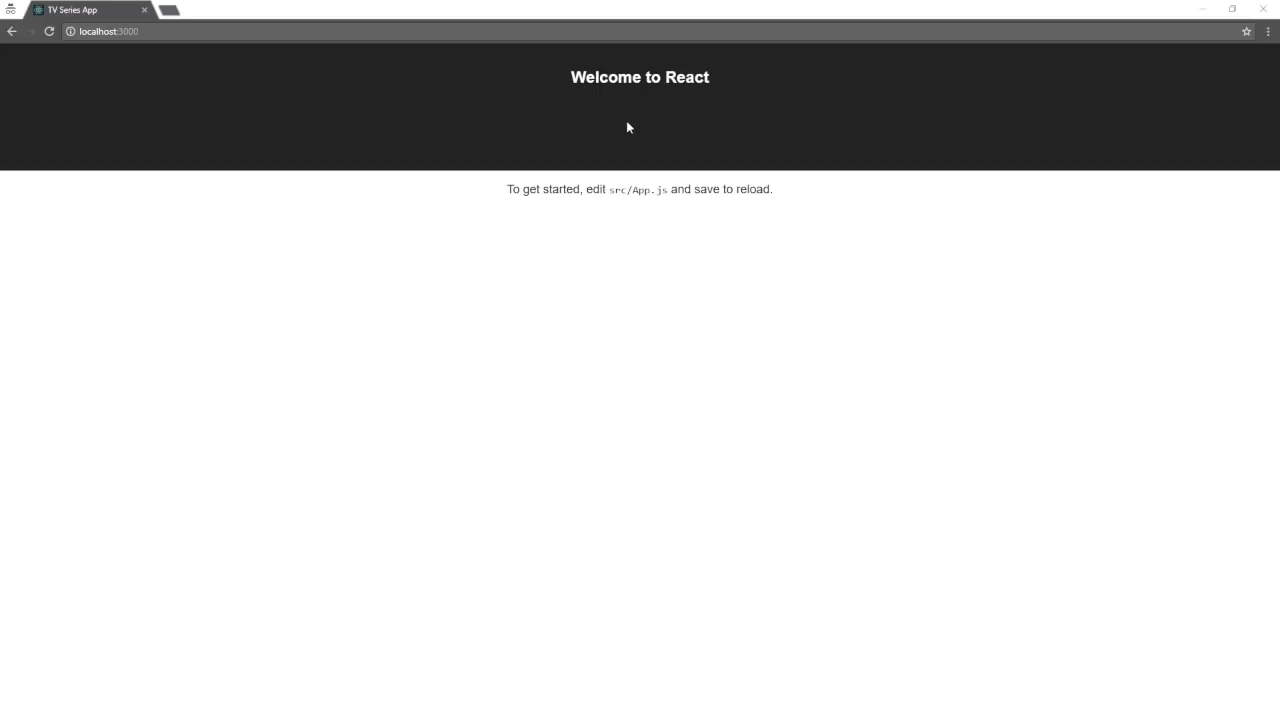 TV Series App
localhost:3000
Welcome to React
To get started, edit src/App.js and save to reload.